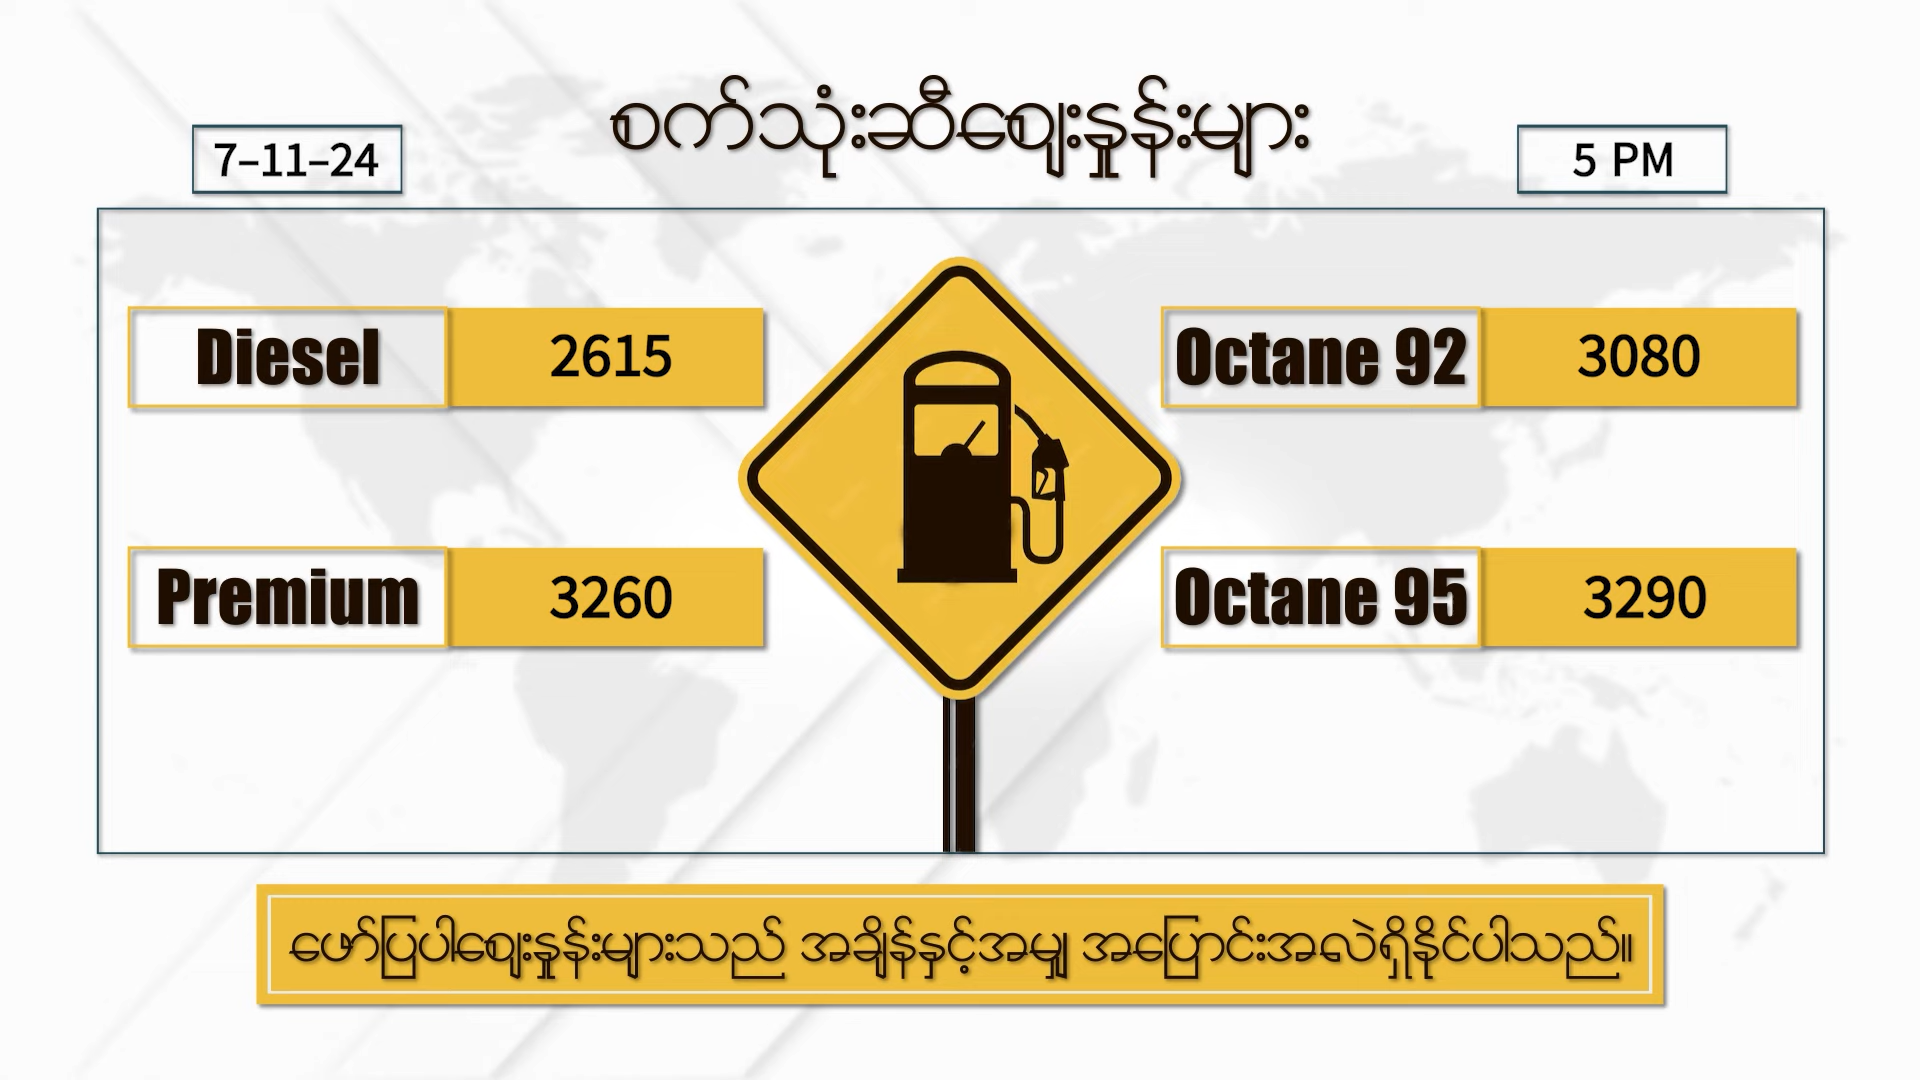 စက်သုံးဆီဈေးနှုန်းများ
7-11-24
5 PM
Diesel 2615
Octane 92 3080
Premium 3260
Octane 95 3290
ဖော်ပြပါဈေးနှုန်းများသည် အချိန်နှင့်အမျှ အပြောင်းအလဲရှိနိုင်ပါသည်။